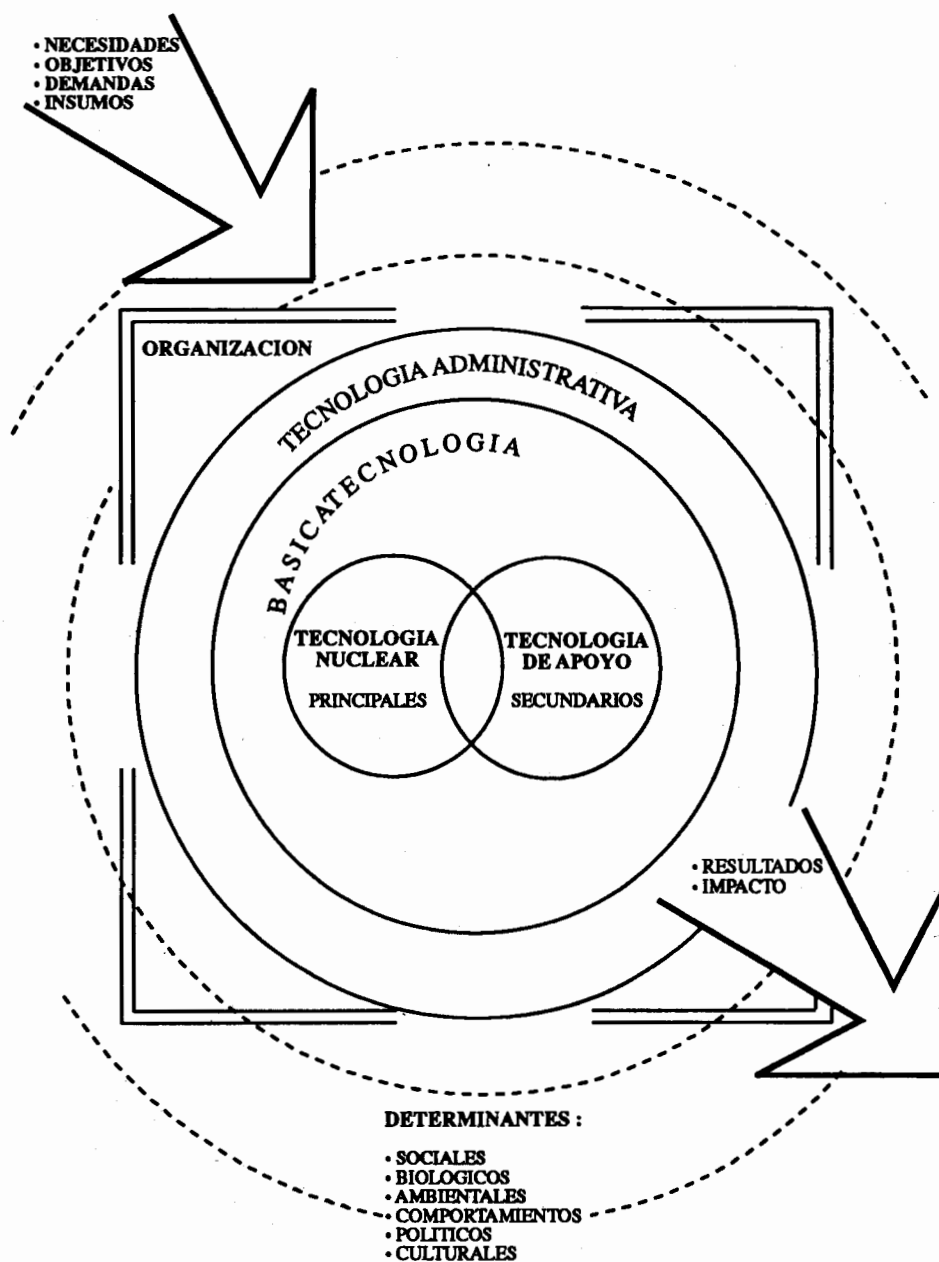 • NECESIDADES
• OBJETIVOS
• DEMANDAS
• INSUMOS
ORGANIZACION
TECNOLOGIA ADMINISTRATIVA
BASICATECNOLOGIA
TECNOLOGIA
NUCLEAR
PRINCIPALES
TECNOLOGIA
DE APOYO
SECUNDARIOS
• RESULTADOS
• IMPACTO
DETERMINANTES :
• SOCIALES
• BIOLOGICOS
• AMBIENTALES
• COMPORTAMIENTOS
• POLITICOS
• CULTURALES